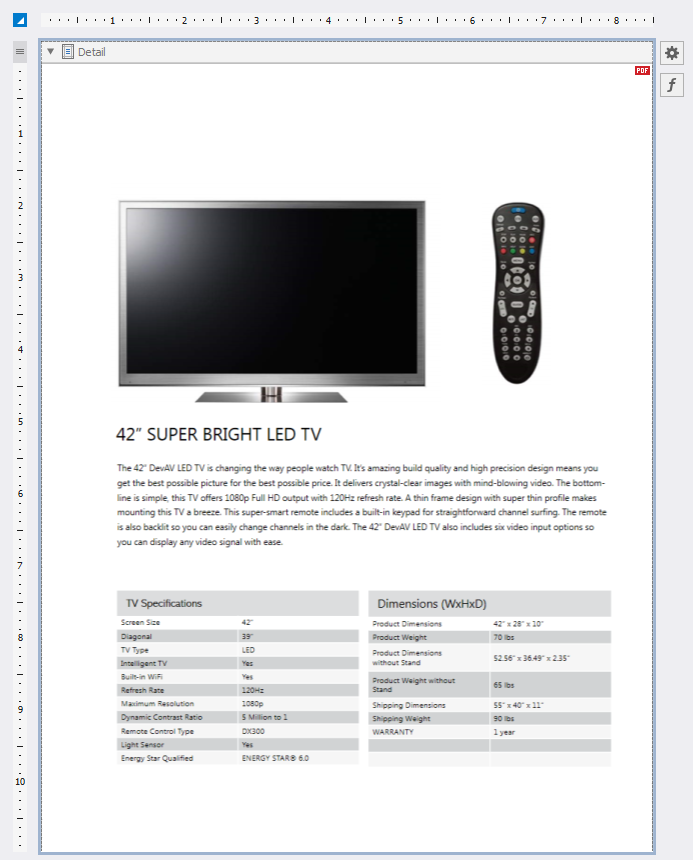 1 2 3 4 5 6 7 8
Detail
PDF
1
2
3
4
5
6
7
8
9
10
42" SUPER BRIGHT LED TV
The 42" DevAV LED TV is changing the way people watch TV. It's amazing build quality and high precision design means you
get the best possible picture for the best possible price. It delivers crystal-clear images with mind-blowing video. The bottom-
line is simple, this TV offers 1080p Full HD output with 120Hz refresh rate. A thin frame design with super thin profile makes
mounting this TV a breeze. This super-smart remote includes a built-in keypad for straightforward channel surfing. The remote
is also backlit so you can easily change channels in the dark. The 42" DevAV LED TV also includes six video input options so
you can display any video signal with ease.
TV Specifications
Screen Size 42"
Diagonal 39"
TV Type LED
Intelligent TV Yes
Built-in WiFi Yes
Refresh Rate 120Hz
Maximum Resolution 1080p
Dynamic Contrast Ratio 5 Million to 1
Remote Control Type DX300
Light Sensor Yes
Energy Star Qualified ENERGY STAR® 6.0
Dimensions (WxHxD)
Product Dimensions 42" x 28" x 10"
Product Weight 70 lbs
Product Dimensions
without Stand 52.56" x 36.49" x 2.35"
Product Weight without
Stand 65 lbs
Shipping Dimensions 55" x 40" x 11"
Shipping Weight 90 lbs
WARRANTY 1 year